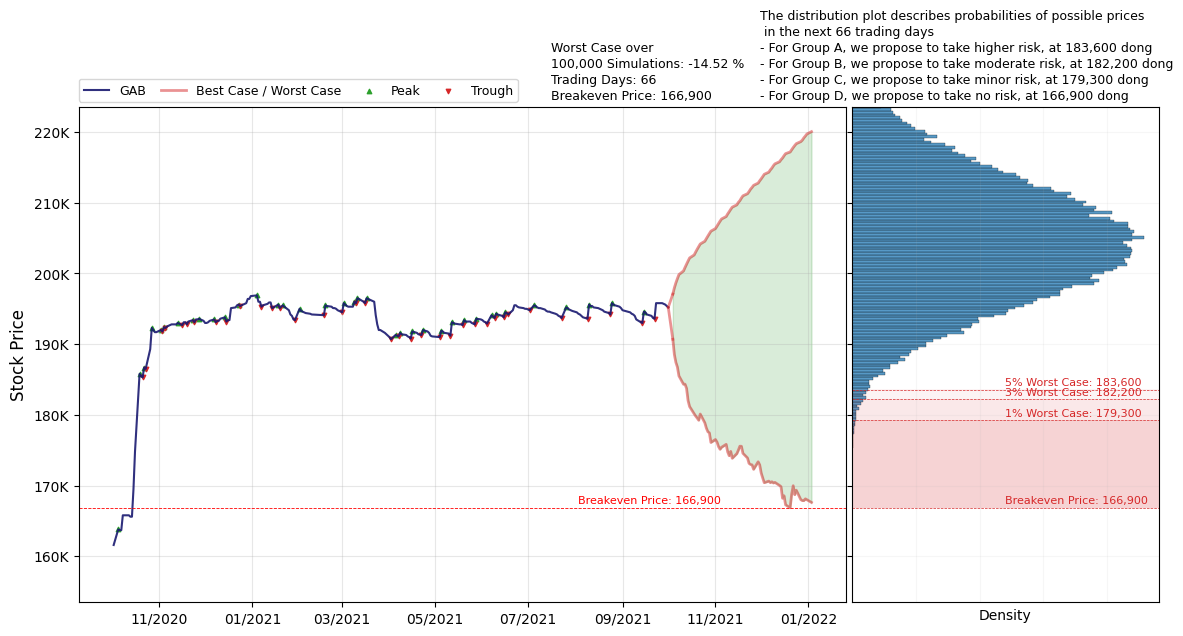 The distribution plot describes probabilities of possible prices
in the next 66 trading days
- For Group A, we propose to take higher risk, at 183,600 dong
- For Group B, we propose to take moderate risk, at 182,200 dong
- For Group C, we propose to take minor risk, at 179,300 dong
- For Group D, we propose to take no risk, at 166,900 dong
Worst Case over
100,000 Simulations: -14.52 %
Trading Days: 66
Breakeven Price: 166,900
GAB
Best Case / Worst Case
Peak
Trough
Stock Price
220K
210K
200K
190K
180K
170K
160K
Breakeven Price: 166,900
11/2020
01/2021
03/2021
05/2021
07/2021
09/2021
11/2021
01/2022
5% Worst Case: 183,600
3% Worst Case: 182,200
1% Worst Case: 179,300
Breakeven Price: 166,900
Density